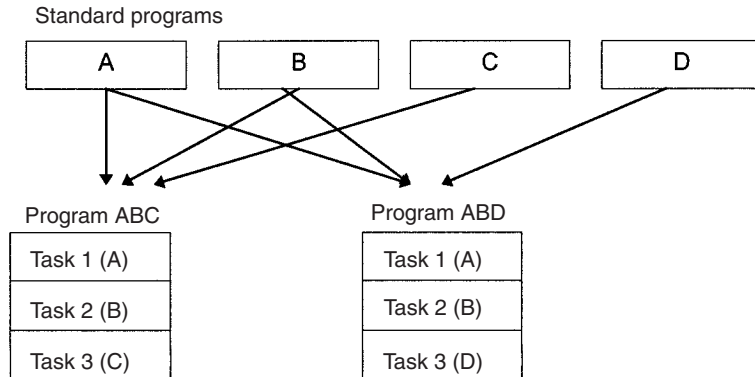 Standard programs
A B C D
Program ABC Program ABD
Task 1 (A) Task 1 (A)
Task 2 (B) Task 2 (B)
Task 3 (C) Task 3 (D)